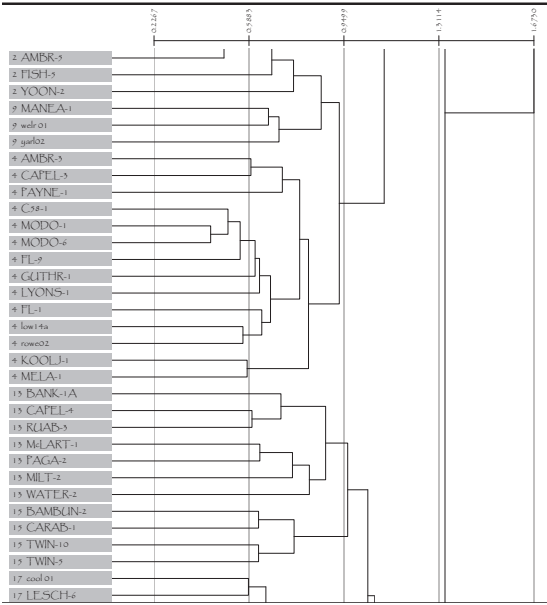 0.2267 0.5883 0.9499 1.3114 1.6730
2 AMBR-5
2 FISH-5
2 YOON-2
9 MANEA-1
9 welr 01
9 yarl02
4 AMBR-3
4 CAPEL-3
4 PAYNE-1
4 C58-1
4 MODO-1
4 MODO-6
4 FL-9
4 GUTHR-1
4 LYONS-1
4 FL-1
4 low14a
4 rowe02
4 KOOLJ-1
4 MELA-1
13 BANK-1A
13 CAPEL-4
13 RUAB-3
13 McLART-1
13 PAGA-2
13 MILT-2
13 WATER-2
15 BAMBUN-2
15 CARAB-1
15 TWIN-10
15 TWIN-5
17 cool 01
17 LESCH-6